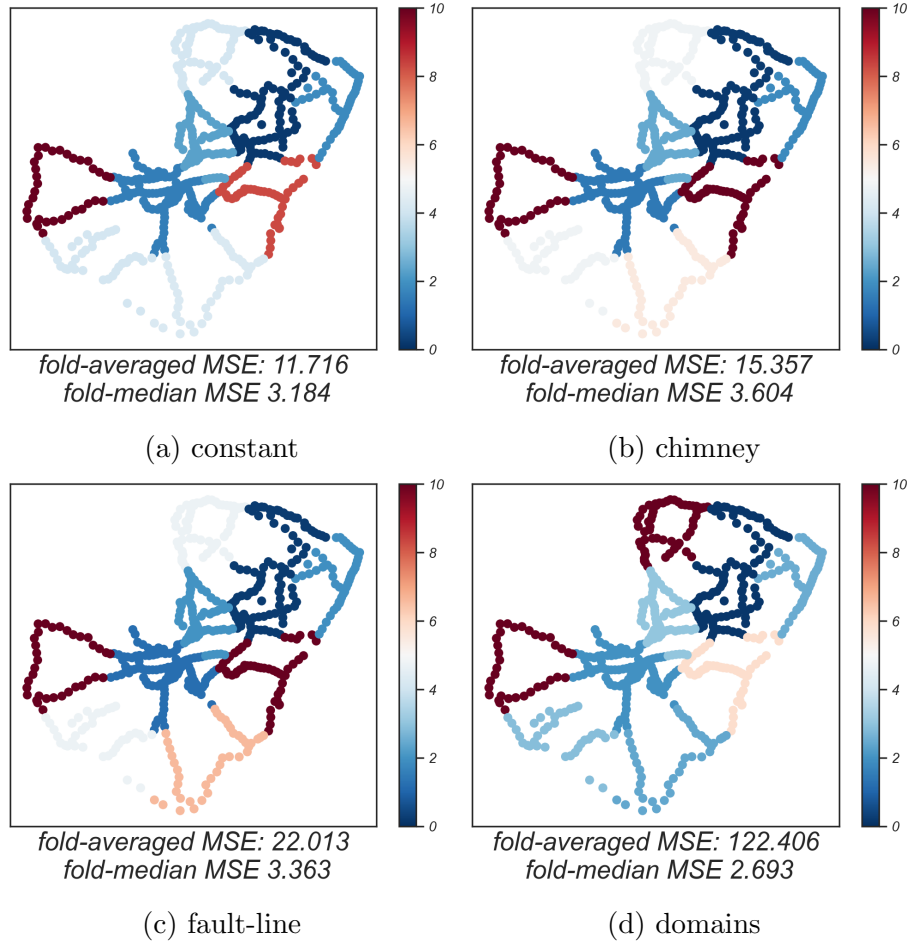 10
8
6
4
2
0
fold-averaged MSE: 11.716
fold-median MSE 3.184
(a) constant
10
8
6
4
2
0
fold-averaged MSE: 15.357
fold-median MSE 3.604
(b) chimney
10
8
6
4
2
0
fold-averaged MSE: 22.013
fold-median MSE 3.363
(c) fault-line
10
8
6
4
2
0
fold-averaged MSE: 122.406
fold-median MSE 2.693
(d) domains